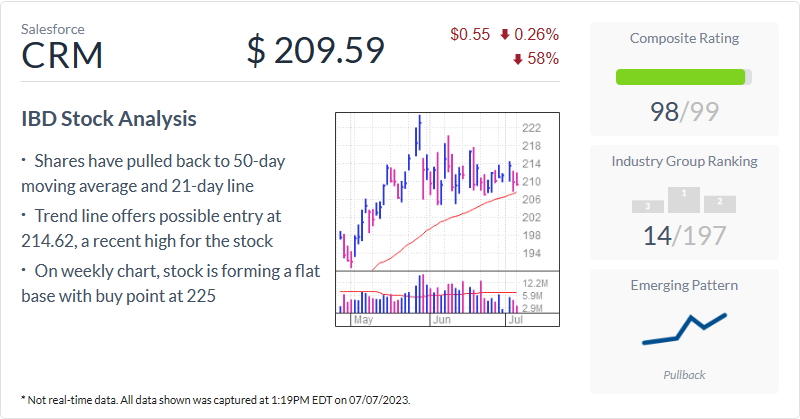 Salesforce
CRM
$ 209.59
$0.55 0.26%
58%
IBD Stock Analysis
· Shares have pulled back to 50-day
moving average and 21-day line
· Trend line offers possible entry at
214.62, a recent high for the stock
· On weekly chart, stock is forming a flat
base with buy point at 225
222
218
214
210
206
202
198
194
12.2M
5.9M
2.9M
May Jun Jul
Composite Rating
98/99
Industry Group Ranking
3 1 2
14/197
Emerging Pattern
Pullback
* Not real-time data. All data shown was captured at 1:19PM EDT on 07/07/2023.